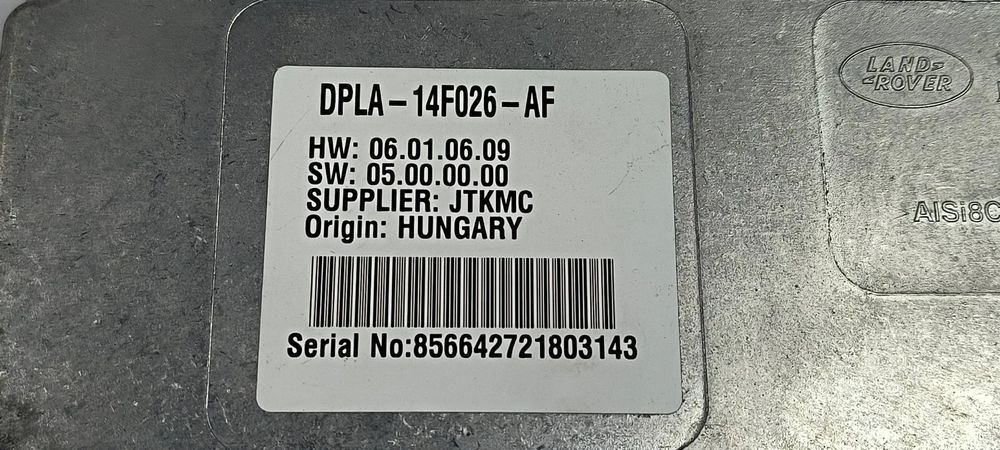 DPLA-14F026-AF
HW: 06.01.06.09
SW: 05.00.00.00
SUPPLIER: JTKMC
Origin: HUNGARY
Serial No:856642721803143
LAND-
-ROVER